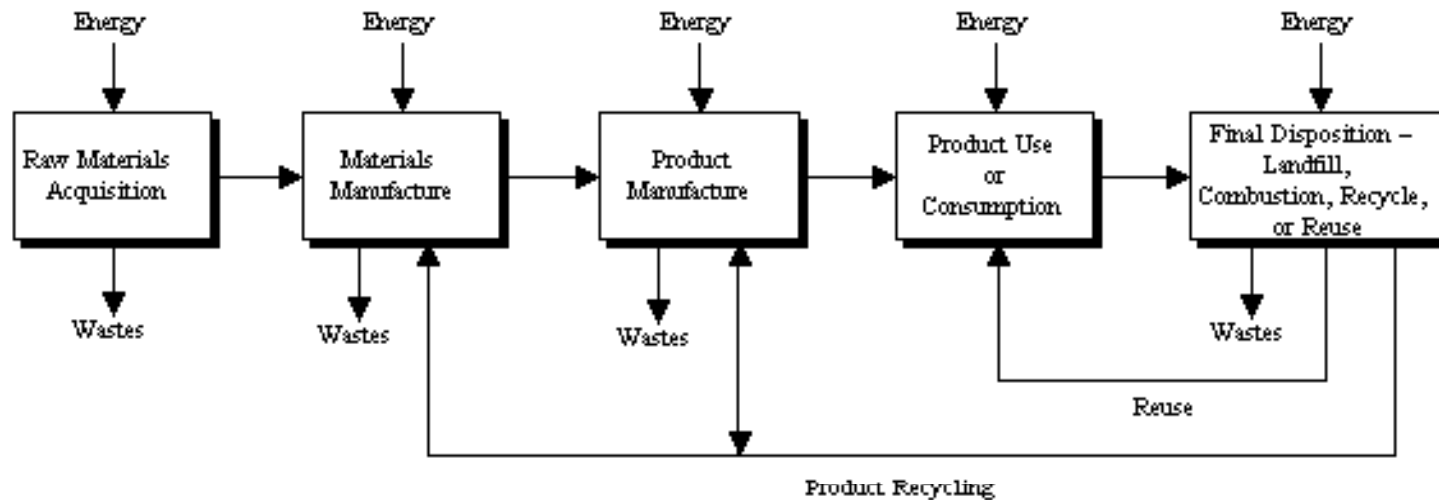 Energy
Energy
Energy
Energy
Energy
Raw Materials
Acquisition
Materials
Manufacture
Product
Manufacture
Product Use
or
Consumption
Final Disposition –
Landfill,
Combustion, Recycle,
or Reuse
Wastes
Wastes
Wastes
Wastes
Reuse
Product Recycling